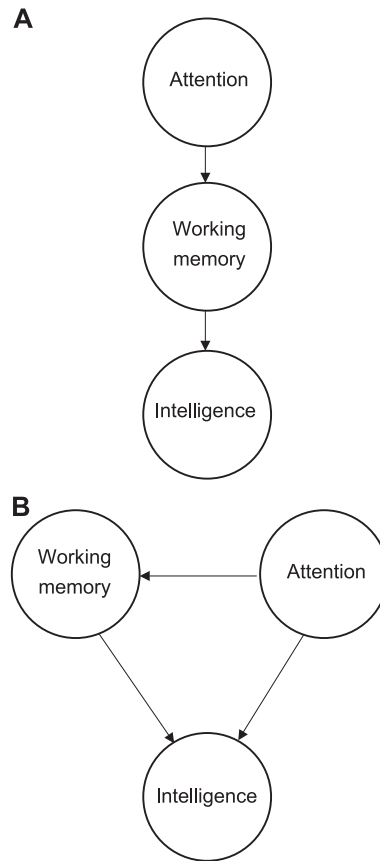 A
Attention
Working
memory
Intelligence
B
Working
memory
Attention
Intelligence